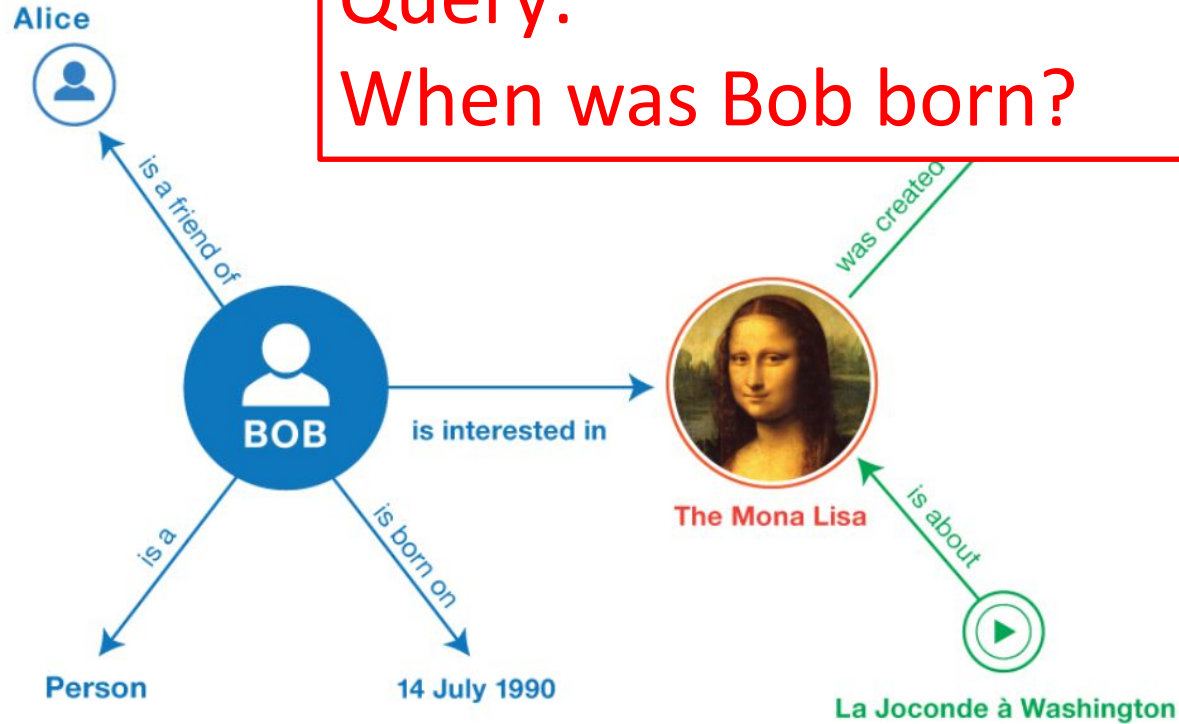 Alice
Query:
When was Bob born?
is a friend of
was created
BOB
is interested in
The Mona Lisa
is a
is born on
is about
Person
14 July 1990
La Joconde à Washington